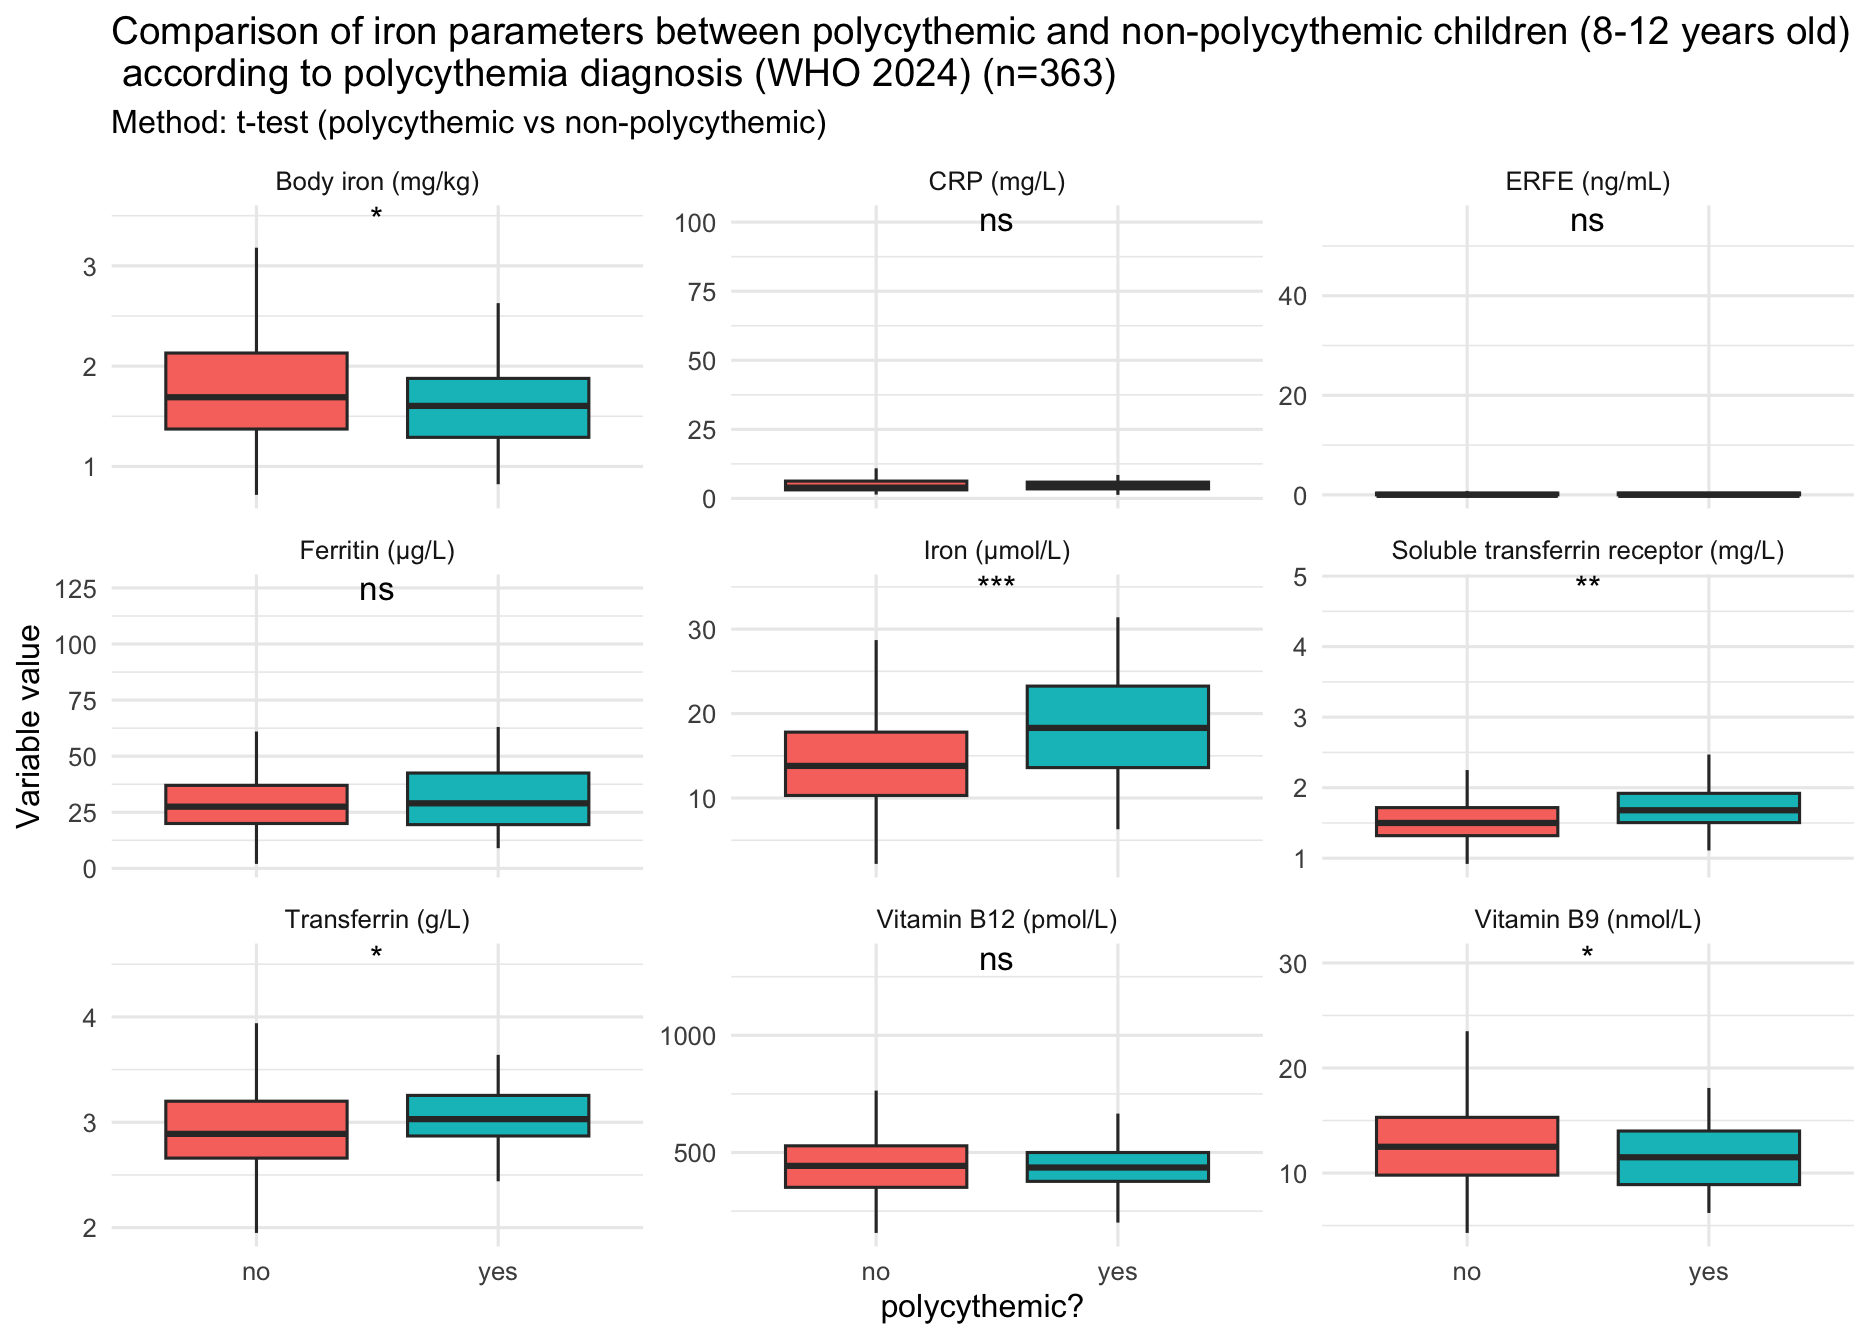 Comparison of iron parameters between polycythemic and non-polycythemic children (8-12 years old)
according to polycythemia diagnosis (WHO 2024) (n=363)
Method: t-test (polycythemic vs non-polycythemic)
Variable value
Body iron (mg/kg)
*
3
2
1
CRP (mg/L)
ns
100
75
50
25
0
ERFE (ng/mL)
ns
40
20
0
Ferritin (µg/L)
ns
125
100
75
50
25
0
Iron (µmol/L)
***
30
20
10
Soluble transferrin receptor (mg/L)
**
5
4
3
2
1
Transferrin (g/L)
*
4
3
2
no yes
Vitamin B12 (pmol/L)
ns
1000
500
no yes
Vitamin B9 (nmol/L)
*
30
20
10
no yes
polycythemic?